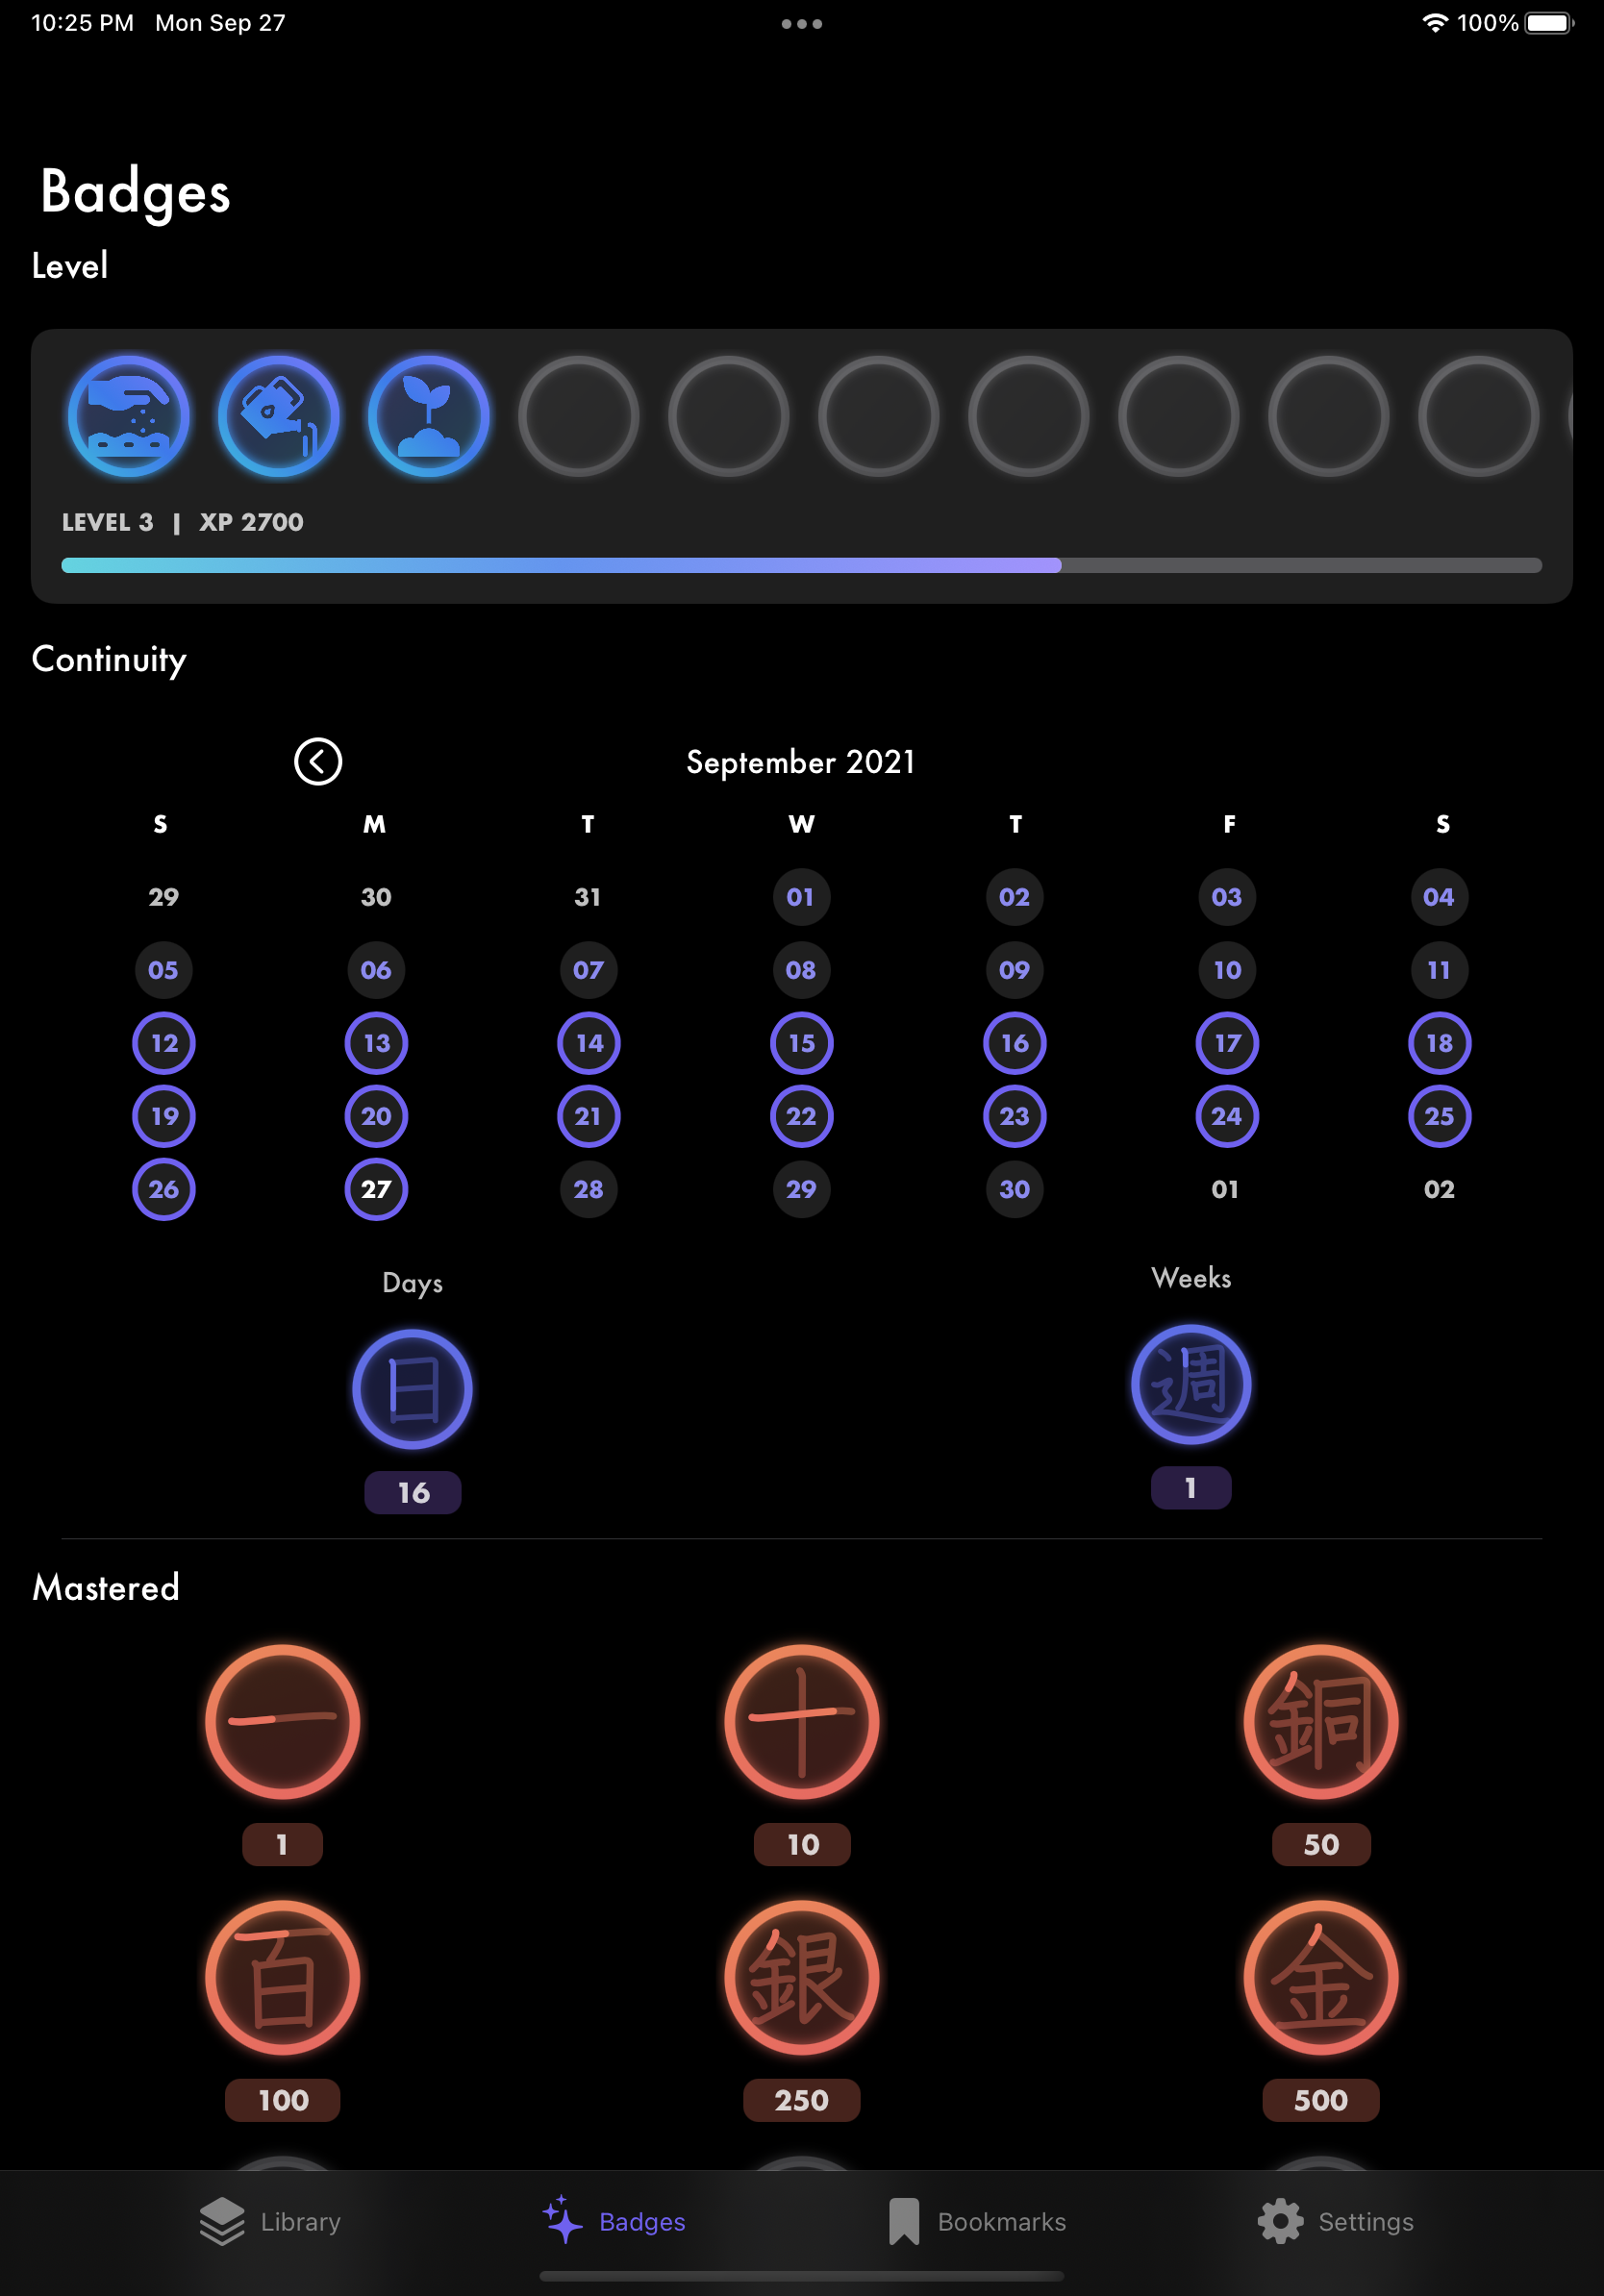 10:25 PM Mon Sep 27 100%
Badges
Level
LEVEL 3 | XP 2700
Continuity
September 2021
S M T W T F S
29 30 31 01 02 03 04
05 06 07 08 09 10 11
12 13 14 15 16 17 18
19 20 21 22 23 24 25
26 27 28 29 30 01 02
Days Weeks
日 週
16 1
Mastered
一 十 銅
1 10 50
百 銀 金
100 250 500
Library Badges Bookmarks Settings